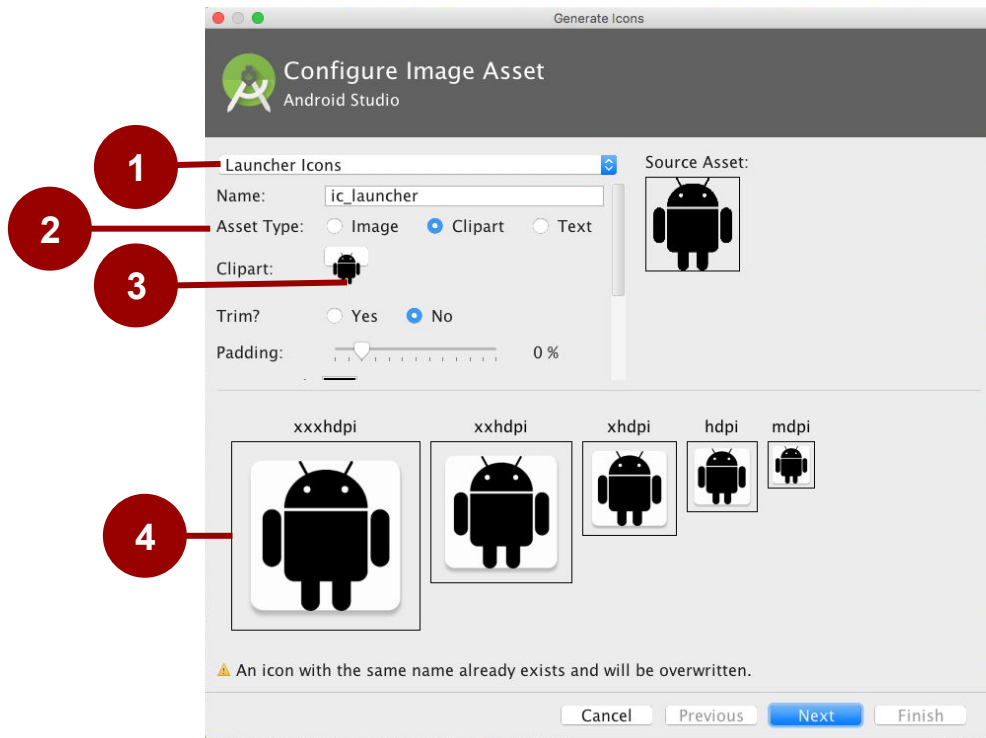 Generate Icons
Configure Image Asset
Android Studio
1
Launcher Icons
Source Asset:
Name: ic_launcher
2
Asset Type: Image Clipart Text
Clipart:
3
Trim? Yes No
Padding: 0 %
xxxhdpi xxhdpi xhdpi hdpi mdpi
4
An icon with the same name already exists and will be overwritten.
Cancel Previous Next Finish